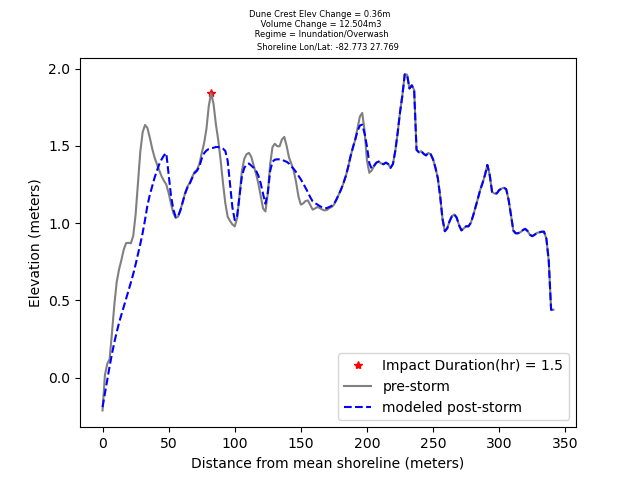 Dune Crest Elev Change = 0.36m
Volume Change = 12.504m3
Regime = Inundation/Overwash
Shoreline Lon/Lat: -82.773 27.769
2.0
1.5
1.0
0.5
0.0
Elevation (meters)
Impact Duration(hr) = 1.5
pre-storm
modeled post-storm
0 50 100 150 200 250 300 350
Distance from mean shoreline (meters)